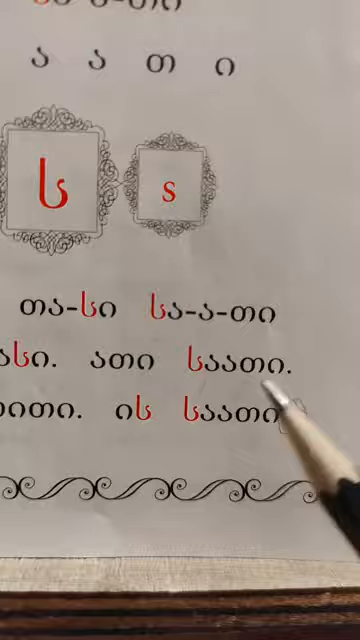 ა ა თ ი
ს s
თა-სი სა-ა-თი
ათი საათი.
ის საათი